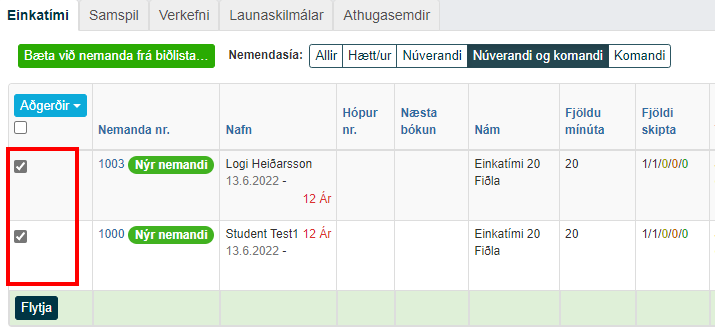 Einkatími Samspil Verkefni Launaskilmálar Athugasemdir
Bæta við nemanda frá biðlista... Nemendasía: Allir Hætt/ur Núverandi Núverandi og komandi Komandi
Aðgerðir
Nemanda nr. Nafn Hópur nr. Næsta bókun Nám Fjöldu mínúta Fjöldi skipta
1003 Nýr nemandi Logi Heiðarsson Einkatími 20 20 1/1/0/0/0
13.6.2022 - Fiðla
12 Ár
1000 Nýr nemandi Student Test1 12 Ár Einkatími 20 20 1/1/0/0/0
13.6.2022 - Fiðla
Flytja